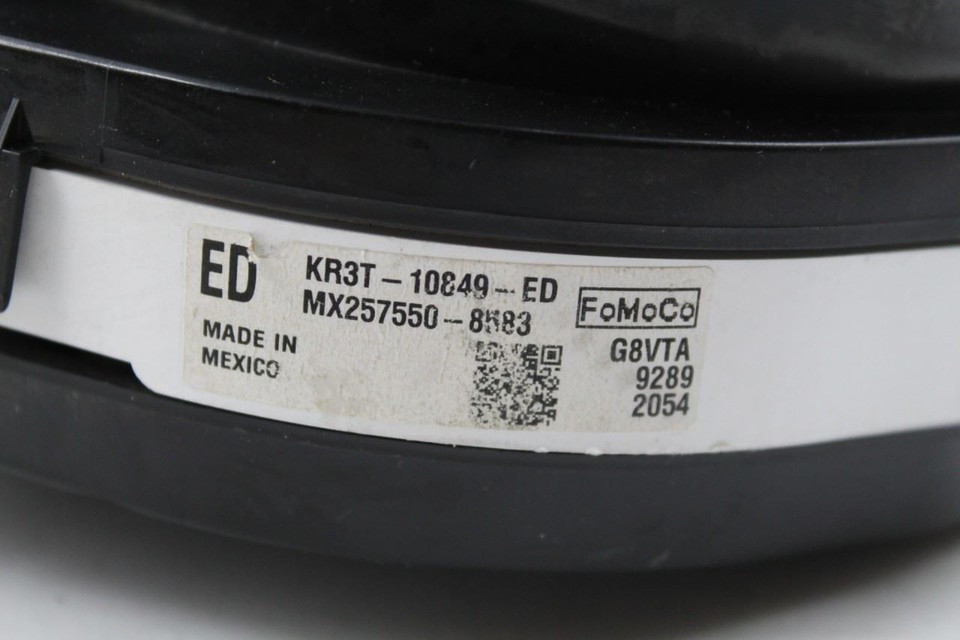 ED
KR3T-10849-ED
MX257550-8583
MADE IN
MEXICO
FoMoCo
G8VTA
9289
2054